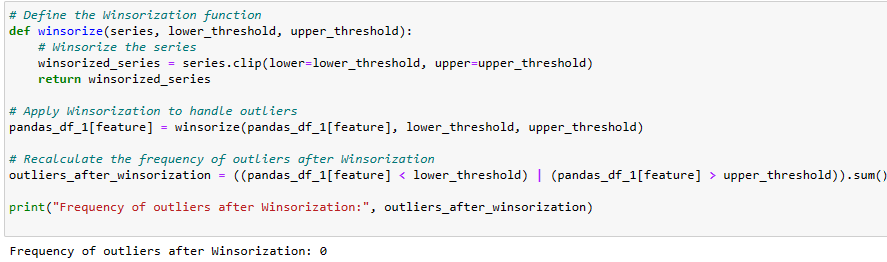 # Define the Winsorization function
def winsorize(series, lower_threshold, upper_threshold):
    # Winsorize the series
    winsorized_series = series.clip(lower=lower_threshold, upper=upper_threshold)
    return winsorized_series
# Apply Winsorization to handle outliers
pandas_df_1[feature] = winsorize(pandas_df_1[feature], lower_threshold, upper_threshold)
# Recalculate the frequency of outliers after Winsorization
outliers_after_winsorization = ((pandas_df_1[feature] < lower_threshold) | (pandas_df_1[feature] > upper_threshold)).sum()
print("Frequency of outliers after Winsorization:", outliers_after_winsorization)
Frequency of outliers after Winsorization: 0